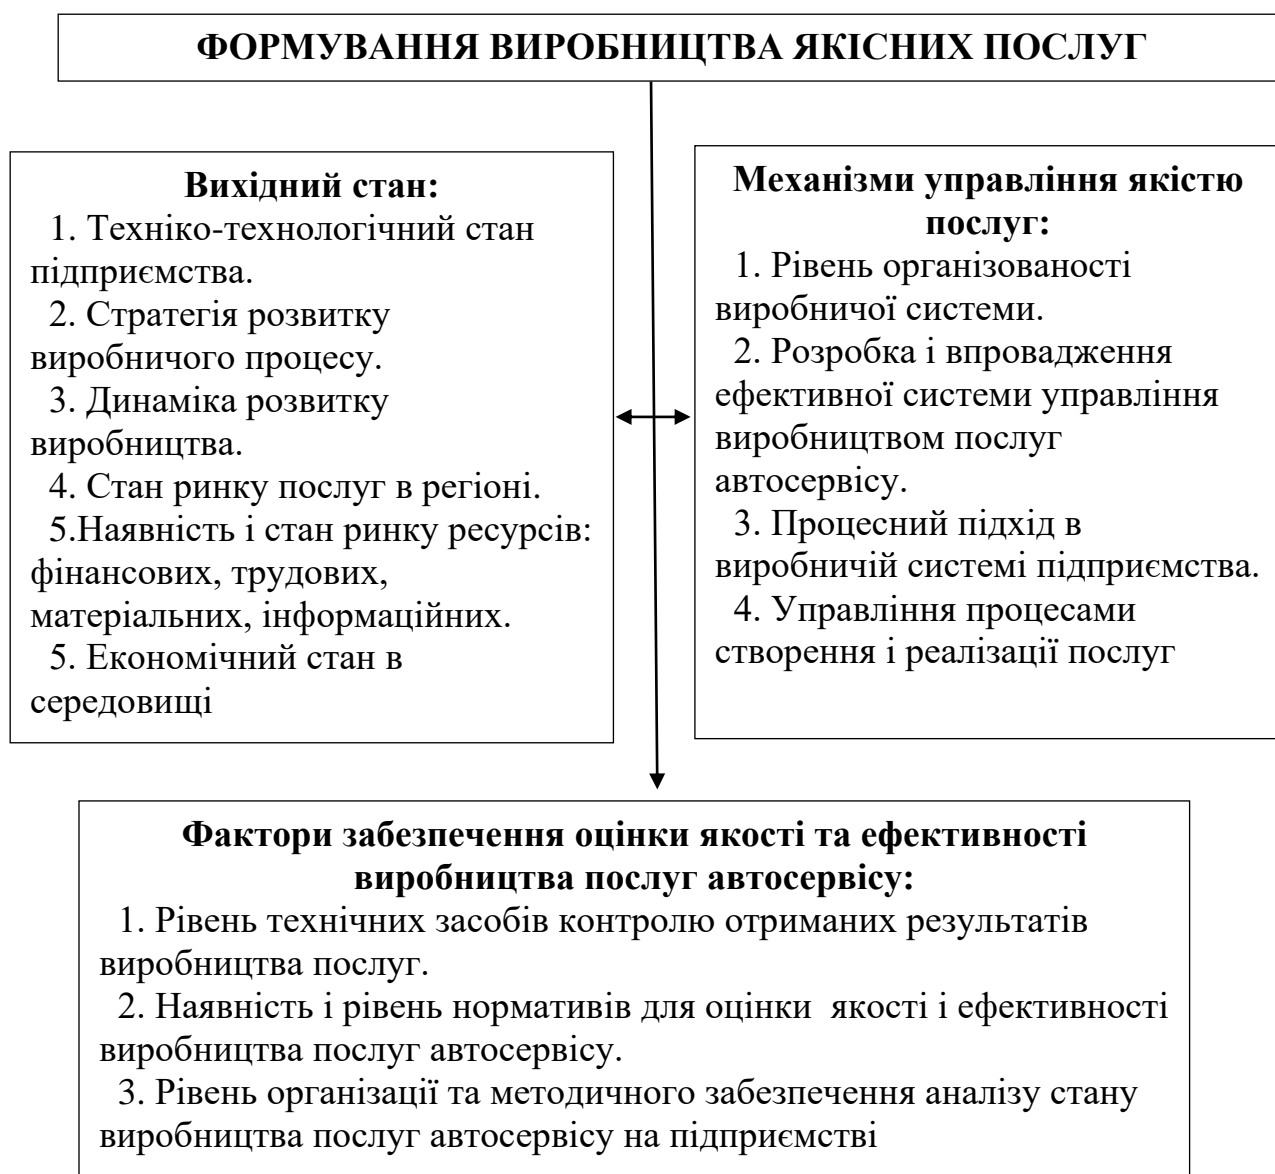 ФОРМУВАННЯ ВИРОБНИЦТВА ЯКІСНИХ ПОСЛУГ
Вихідний стан:
1. Техніко-технологічний стан
підприємства.
2. Стратегія розвитку
виробничого процесу.
3. Динаміка розвитку
виробництва.
4. Стан ринку послуг в регіоні.
5.Наявність і стан ринку ресурсів:
фінансових, трудових,
матеріальних, інформаційних.
5. Економічний стан в
середовищі
Механізми управління якістю
послуг:
1. Рівень організованості
виробничої системи.
2. Розробка і впровадження
ефективної системи управління
виробництвом послуг
автосервісу.
3. Процесний підхід в
виробничій системі підприємства.
4. Управління процесами
створення і реалізації послуг
Фактори забезпечення оцінки якості та ефективності
виробництва послуг автосервісу:
1. Рівень технічних засобів контролю отриманих результатів
виробництва послуг.
2. Наявність і рівень нормативів для оцінки  якості і ефективності
виробництва послуг автосервісу.
3. Рівень організації та методичного забезпечення аналізу стану
виробництва послуг автосервісу на підприємстві